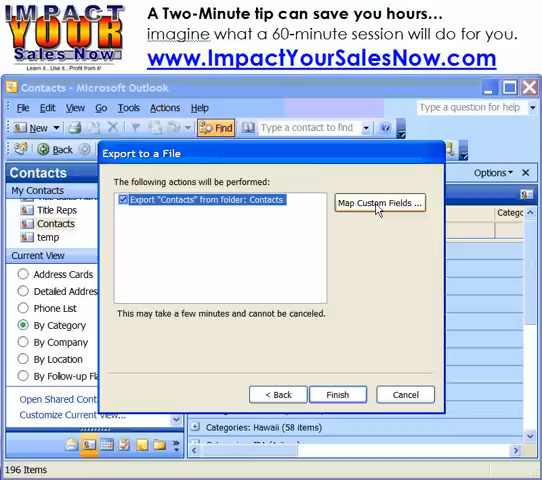 IMPACT
YOUR
Sales Now
Learn it...Use it...Profit from it!
A Two-Minute tip can save you hours...
imagine what a 60-minute session will do for you.
www.ImpactYourSalesNow.com
Contacts - Microsoft Outlook
File Edit View Go Tools Actions Help
Type a question for help
New
Find
Type a contact to find
Back
Export to a File
Contacts
Options
My Contacts
Title Reps
Contacts
temp
Current View
Address Cards
Detailed Addres
Phone List
By Category
By Company
By Location
By Follow-up Fla
Open Shared Cont
Customize Current View...
The following actions will be performed:
Export "Contacts" from folder: Contacts
Map Custom Fields ...
This may take a few minutes and cannot be canceled.
< Back
Finish
Cancel
Categ
Categories: Hawaii (58 items)
196 Items